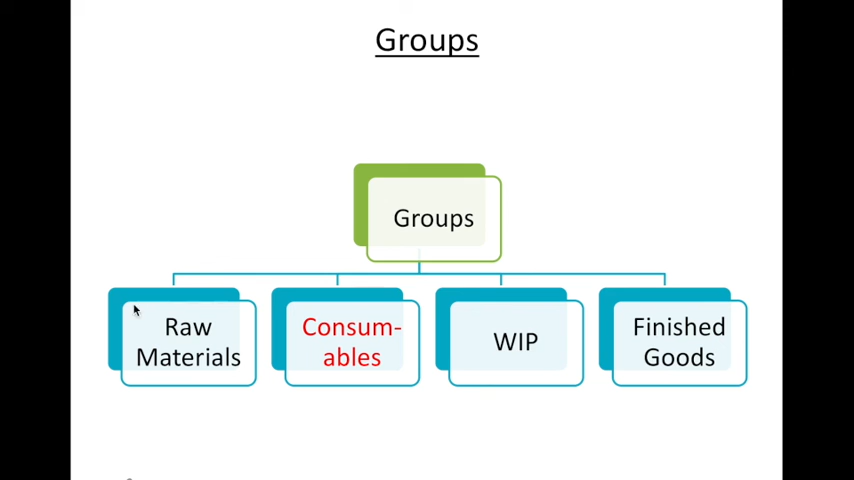 Groups
Groups
Raw
Materials
Consum-
ables
WIP
Finished
Goods